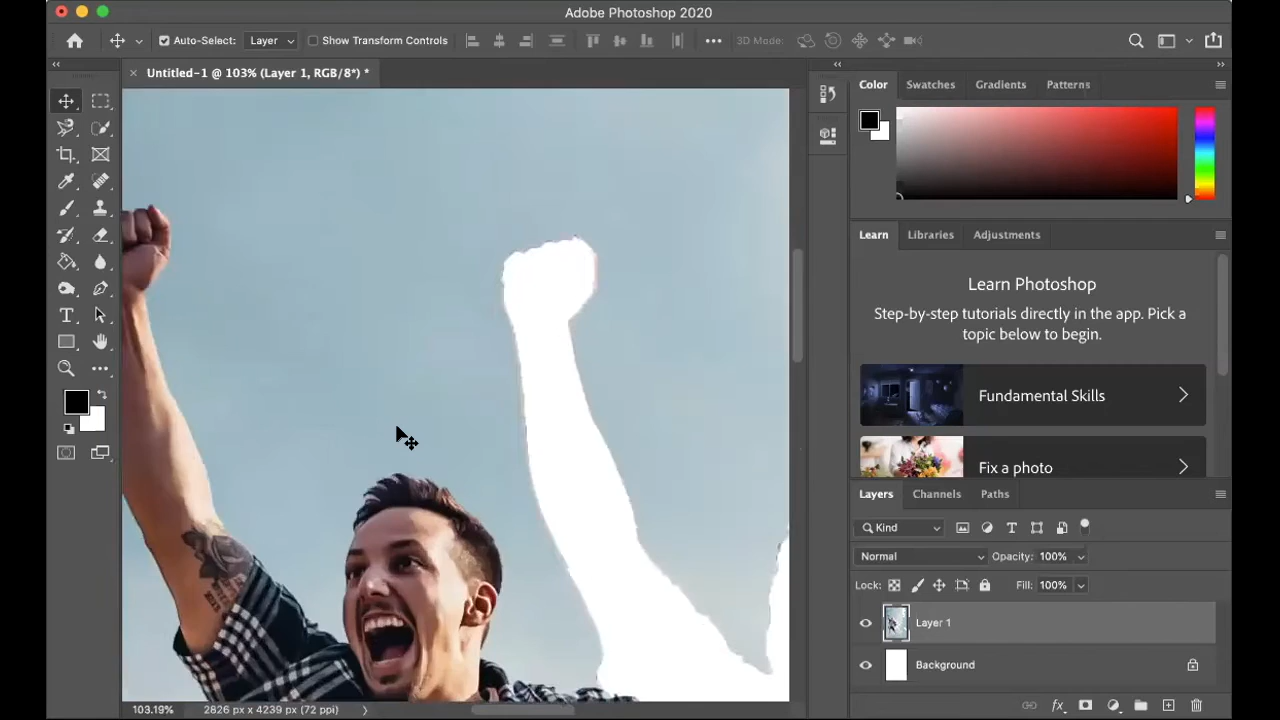 Adobe Photoshop 2020
Auto-Select: Layer Show Transform Controls 3D Mode:
Untitled-1 @ 103% (Layer 1, RGB/8*) *
Color Swatches Gradients Patterns
Learn Libraries Adjustments
Learn Photoshop
Step-by-step tutorials directly in the app. Pick a
topic below to begin.
Fundamental Skills
Fix a photo
Layers Channels Paths
Kind
Normal Opacity: 100%
Lock: Fill: 100%
Layer 1
Background
103.19% 2826 px x 4239 px (72 ppi)